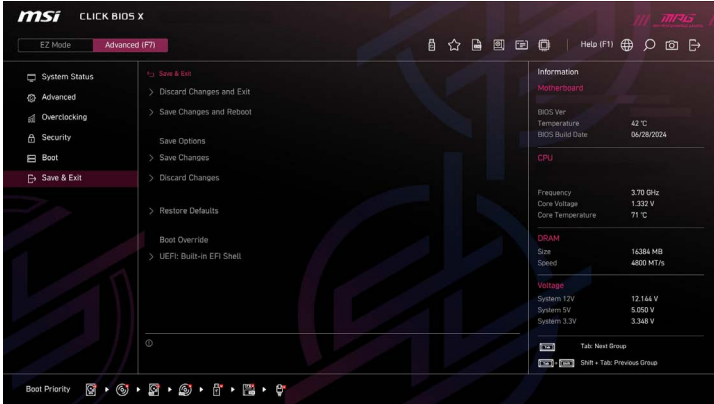 msi CLICK BIOS X
MAG
EZ Mode Advanced (F7) Help (F1)
System Status
Advanced
Overclocking
Security
Boot
Save & Exit
Save & Exit
Discard Changes and Exit
Save Changes and Reboot
Save Options
Save Changes
Discard Changes
Restore Defaults
Boot Override
UEFI: Built-in EFI Shell
Information
Motherboard
BIOS Ver
Temperature 42 °C
BIOS Build Date 06/28/2024
CPU
Frequency 3.70 GHz
Core Voltage 1.332 V
Core Temperature 71 °C
DRAM
Size 16384 MB
Speed 4800 MT/s
Voltage
System 12V 12.144 V
System 5V 5.050 V
System 3.3V 3.348 V
Tab: Next Group
Shift + Tab: Previous Group
Boot Priority